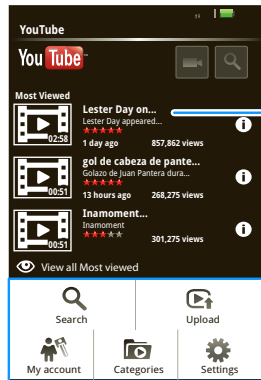 YouTube
You Tube™
Most Viewed
Lester Day on...
Lester Day appeared...
02:58
1 day ago 857,862 views
gol de cabeza de pante...
Golazo de Juan Pantera dura...
00:51
13 hours ago 268,275 views
Inamoment...
Inamoment
00:51
301,275 views
View all Most viewed
Search Upload
My account Categories Settings